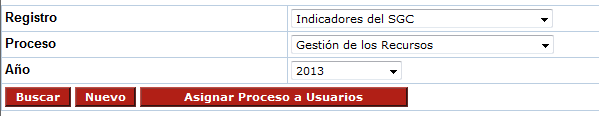 Registro Indicadores del SGC
Proceso Gestión de los Recursos
Año 2013
Buscar Nuevo Asignar Proceso a Usuarios